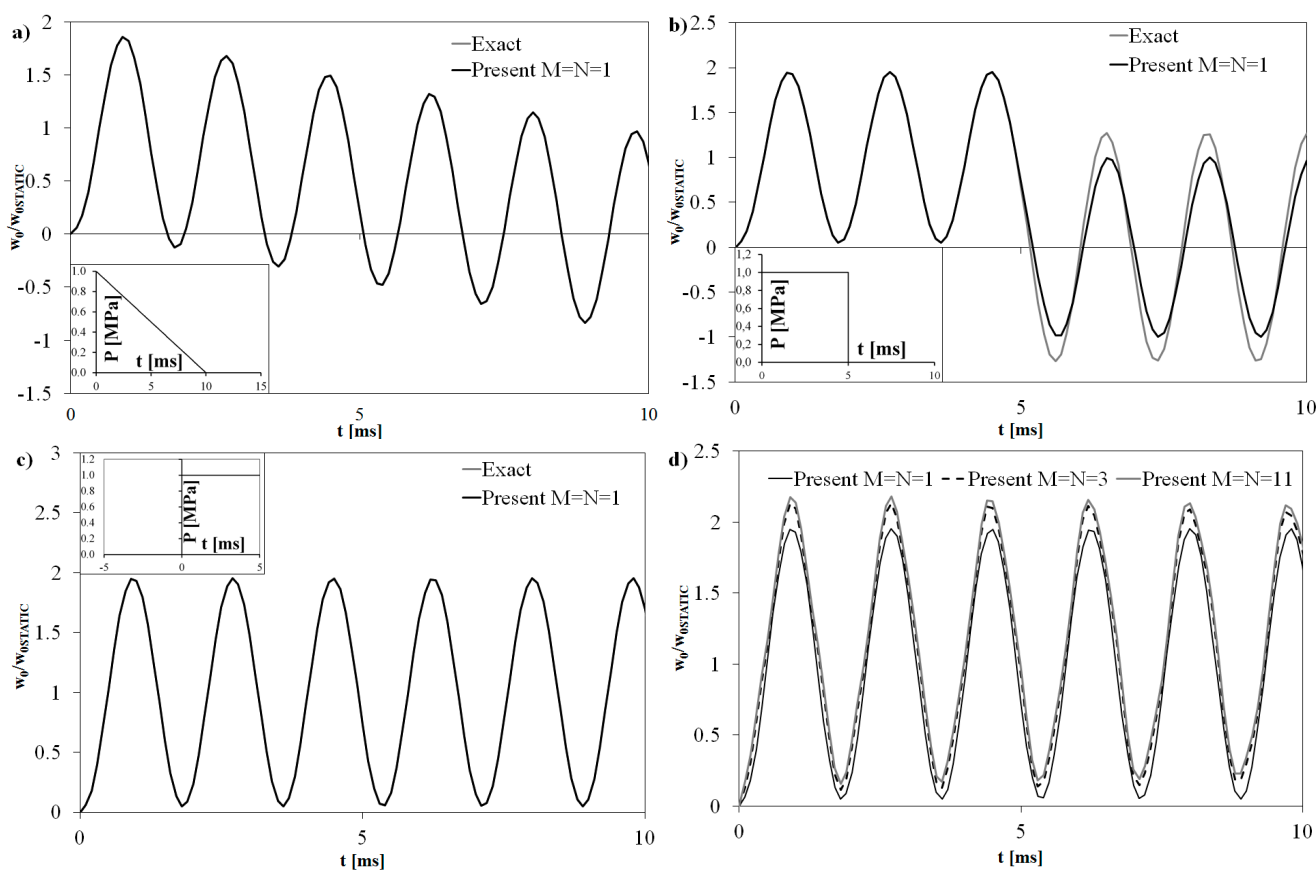 a)
2
1.5
1
0.5
0
-0.5
-1
-1.5
w0/w0STATIC
Exact
Present M=N=1
0
5
10
t [ms]
1.0
0.8
0.6
0.4
0.2
0.0
P [MPa]
t [ms]
0
5
10
15
b)
2.5
2
1.5
1
0.5
0
-0.5
-1
-1.5
w0/w0STATIC
Exact
Present M=N=1
0
5
10
t [ms]
1,2
1,0
0,8
0,6
0,4
0,2
0,0
P [MPa]
t [ms]
0
5
10
c)
3
2.5
2
1.5
1
0.5
0
w0/w0STATIC
Exact
Present M=N=1
0
5
10
t [ms]
1.2
1.0
0.8
0.6
0.4
0.2
0.0
P [MPa]
t [ms]
-5
0
5
d)
2.5
2
1.5
1
0.5
0
w0/w0STATIC
Present M=N=1 Present M=N=3 Present M=N=11
0
5
10
t [ms]